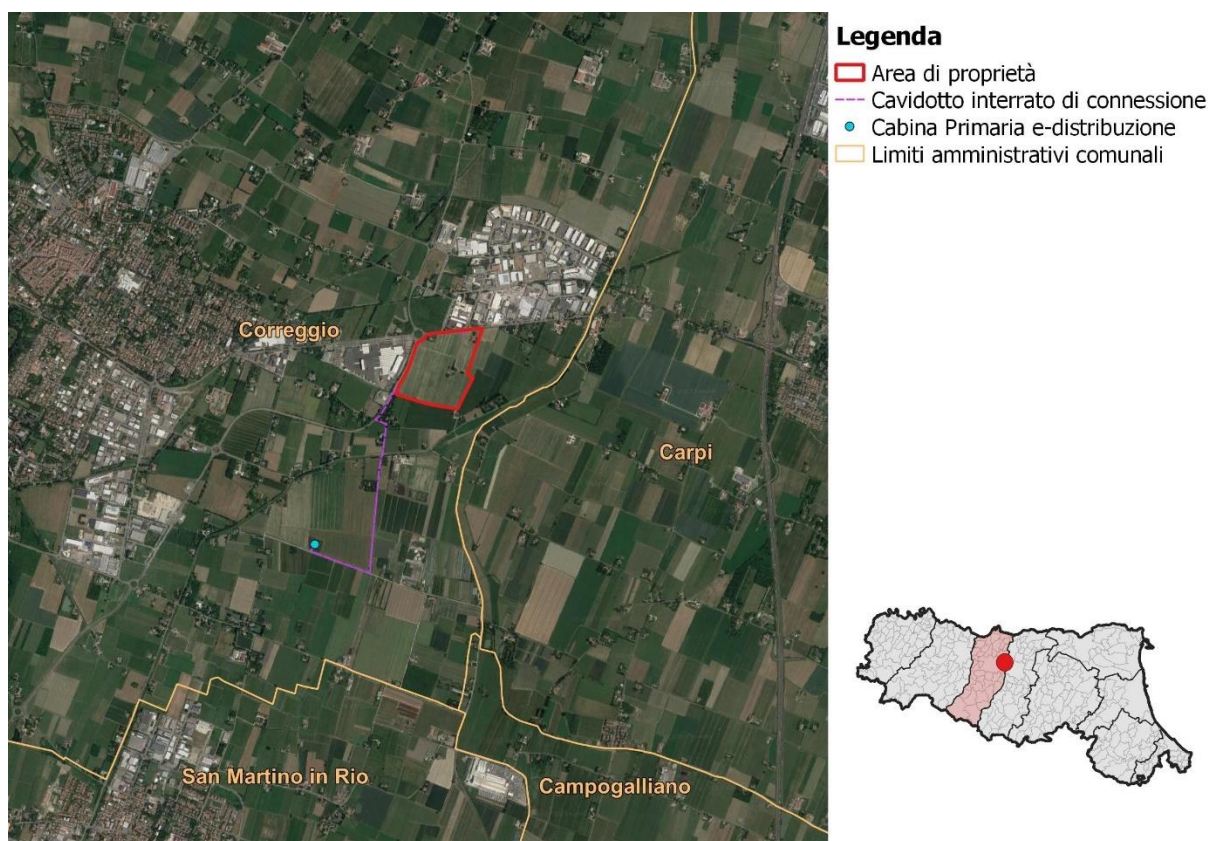 Legenda
Area di proprietà
Cavidotto interrato di connessione
Cabina Primaria e-distribuzione
Limiti amministrativi comunali
Correggio
Carpi
San Martino in Rio
Campogalliano